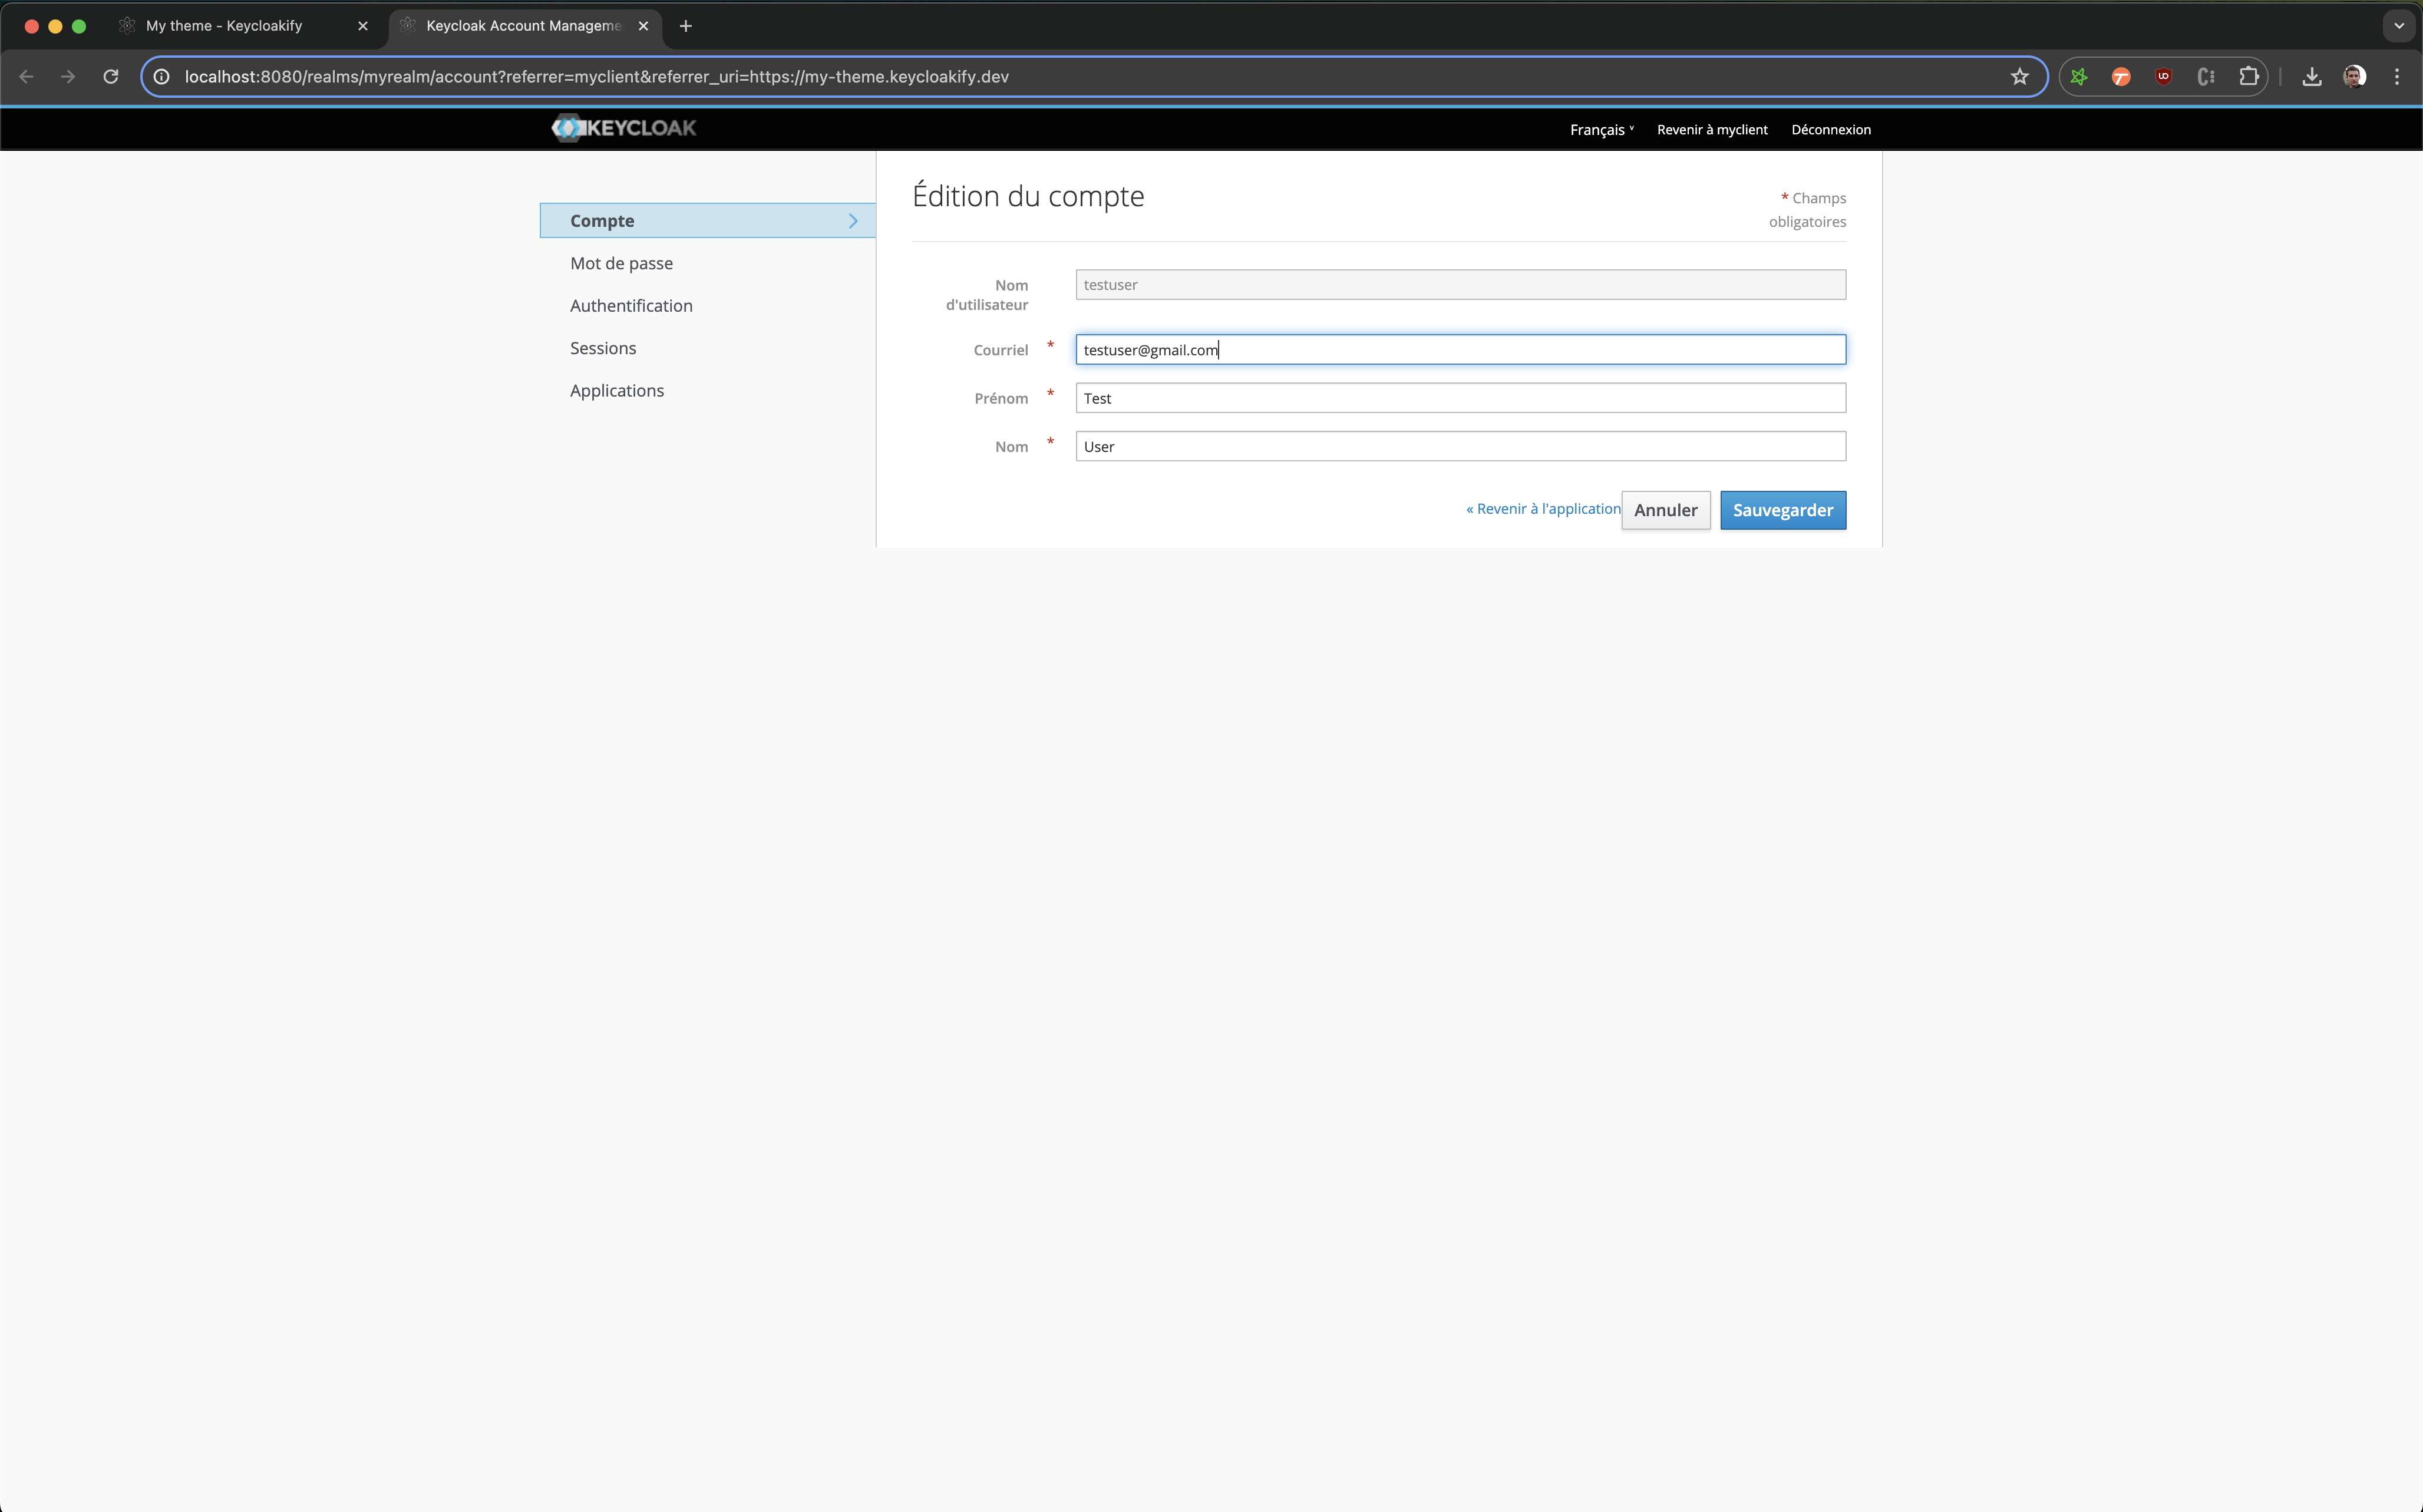 My theme - Keycloakify
Keycloak Account Manageme
localhost:8080/realms/myrealm/account?referrer=myclient&referrer_uri=https://my-theme.keycloakify.dev
KEYCLOAK
Français
Revenir à myclient
Déconnexion
Compte
Mot de passe
Authentification
Sessions
Applications
Édition du compte
* Champs
obligatoires
Nom
d'utilisateur
testuser
Courriel *
testuser@gmail.com
Prénom *
Test
Nom *
User
« Revenir à l'application
Annuler
Sauvegarder